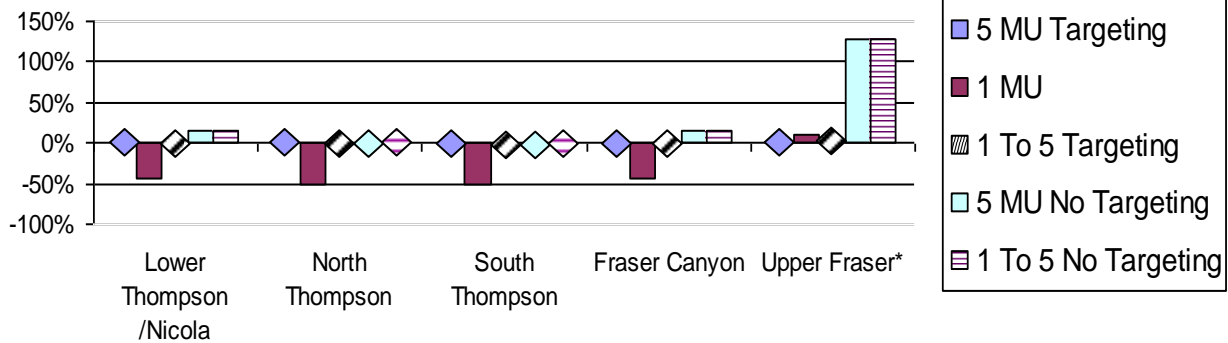 150%
100%
50%
0%
-50%
-100%
Lower
Thompson
/Nicola
North
Thompson
South
Thompson
Fraser Canyon
Upper Fraser*
5 MU Targeting
1 MU
1 To 5 Targeting
5 MU No Targeting
1 To 5 No Targeting